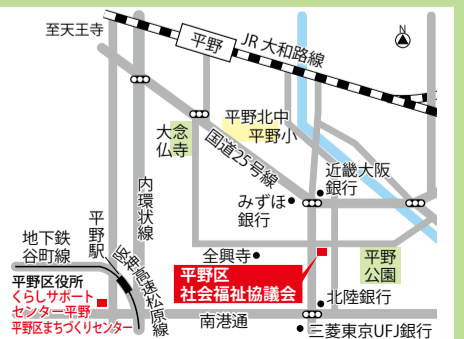 至天王寺
平野
JR 大和路線
N
平野北中
平野小
大念
仏寺
国道25号線
近畿大阪
銀行
みずほ
銀行
内環状線
平野駅
地下鉄
谷町線
阪神高速松原線
全興寺
平野
公園
平野区
社会福祉協議会
平野区役所
くらしサポート
センター平野
平野区まちづくりセンター
北陸銀行
南港通
三菱東京UFJ銀行